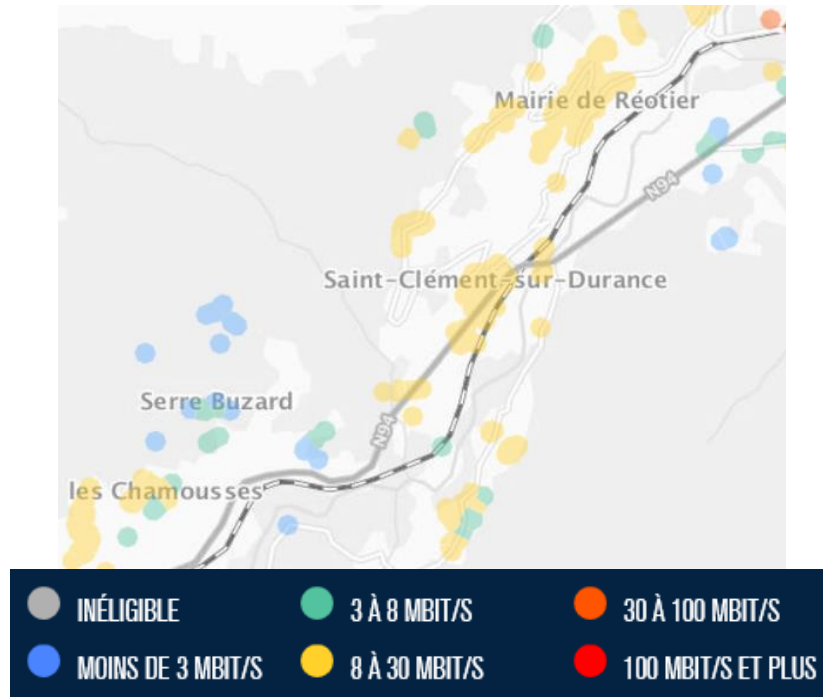 Mairie de Réotier
N94
Saint-Clément-sur-Durance
Serre Buzard
N94
les Chamousses
INÉLIGIBLE
3 À 8 MBIT/S
30 À 100 MBIT/S
MOINS DE 3 MBIT/S
8 À 30 MBIT/S
100 MBIT/S ET PLUS